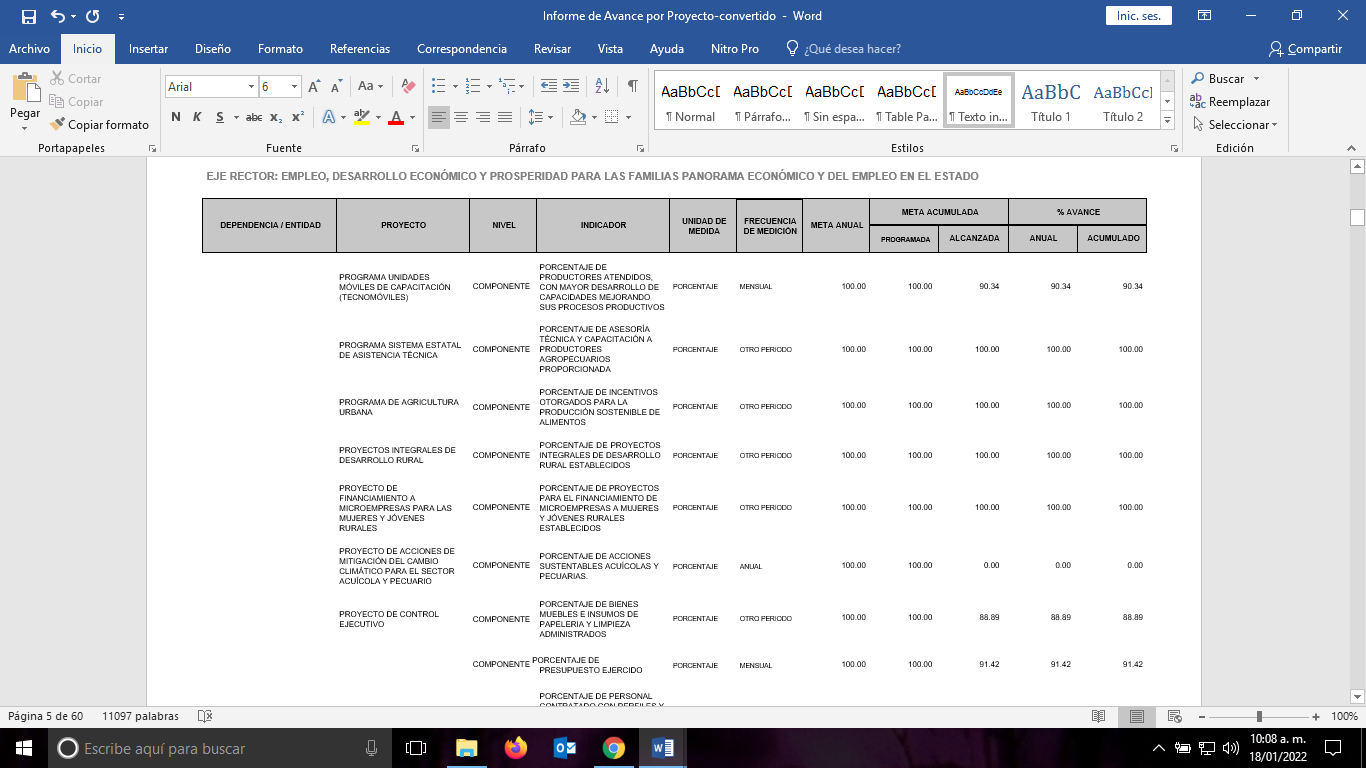 Informe de Avance por Proyecto-convertido - Word
Inic. ses.
Archivo Inicio Insertar Diseño Formato Referencias Correspondencia Revisar Vista Ayuda Nitro Pro ¿Qué desea hacer? Compartir
Pegar
Cortar
Copiar
Copiar formato
Portapapeles
Arial 6
N K S abc x₂ x²
Fuente
Párrafo
AaBbCcD AaBbCcD AaBbCcD AaBbCcD AaBbCcDdEe AaBbC AaBbCcI
¶ Normal ¶ Párrafo... ¶ Sin espa... ¶ Table Pa... ¶ Texto in... Título 1 Título 2
Estilos
Buscar
Reemplazar
Seleccionar
Edición
EJE RECTOR: EMPLEO, DESARROLLO ECONÓMICO Y PROSPERIDAD PARA LAS FAMILIAS PANORAMA ECONÓMICO Y DEL EMPLEO EN EL ESTADO
DEPENDENCIA / ENTIDAD
PROYECTO
NIVEL
INDICADOR
UNIDAD DE
MEDIDA
FRECUENCIA
DE MEDICIÓN
META ANUAL
META ACUMULADA
PROGRAMADA ALCANZADA
% AVANCE
ANUAL ACUMULADO
PROGRAMA UNIDADES
MÓVILES DE CAPACITACIÓN
(TECNOMÓVILES)
COMPONENTE
PORCENTAJE DE
PRODUCTORES ATENDIDOS,
CON MAYOR DESARROLLO DE
CAPACIDADES MEJORANDO
SUS PROCESOS PRODUCTIVOS
PORCENTAJE MENSUAL 100.00 100.00 90.34 90.34 90.34
PROGRAMA SISTEMA ESTATAL
DE ASISTENCIA TÉCNICA
COMPONENTE
PORCENTAJE DE ASESORÍA
TÉCNICA Y CAPACITACIÓN A
PRODUCTORES
AGROPECUARIOS
PROPORCIONADA
PORCENTAJE OTRO PERIODO 100.00 100.00 100.00 100.00 100.00
PROGRAMA DE AGRICULTURA
URBANA
COMPONENTE
PORCENTAJE DE INCENTIVOS
OTORGADOS PARA LA
PRODUCCIÓN SOSTENIBLE DE
ALIMENTOS
PORCENTAJE OTRO PERIODO 100.00 100.00 100.00 100.00 100.00
PROYECTOS INTEGRALES DE
DESARROLLO RURAL
COMPONENTE
PORCENTAJE DE PROYECTOS
INTEGRALES DE DESARROLLO
RURAL ESTABLECIDOS
PORCENTAJE OTRO PERIODO 100.00 100.00 100.00 100.00 100.00
PROYECTO DE
FINANCIAMIENTO A
MICROEMPRESAS PARA LAS
MUJERES Y JÓVENES
RURALES
COMPONENTE
PORCENTAJE DE PROYECTOS
PARA EL FINANCIAMIENTO DE
MICROEMPRESAS A MUJERES
Y JÓVENES RURALES
ESTABLECIDOS
PORCENTAJE OTRO PERIODO 100.00 100.00 100.00 100.00 100.00
PROYECTO DE ACCIONES DE
MITIGACIÓN DEL CAMBIO
CLIMÁTICO PARA EL SECTOR
ACUÍCOLA Y PECUARIO
COMPONENTE
PORCENTAJE DE ACCIONES
SUSTENTABLES ACUÍCOLAS Y
PECUARIAS.
PORCENTAJE ANUAL 100.00 100.00 0.00 0.00 0.00
PROYECTO DE CONTROL
EJECUTIVO
COMPONENTE
PORCENTAJE DE BIENES
MUEBLES E INSUMOS DE
PAPELERIA Y LIMPIEZA
ADMINISTRADOS
PORCENTAJE OTRO PERIODO 100.00 100.00 88.89 88.89 88.89
COMPONENTE
PORCENTAJE DE
PRESUPUESTO EJERCIDO
PORCENTAJE MENSUAL 100.00 100.00 91.42 91.42 91.42
PORCENTAJE DE PERSONAL
CONTRATADO CON PERFILES Y
Página 5 de 60 11097 palabras 100%
Escribe aquí para buscar
10:08 a. m.
18/01/2022